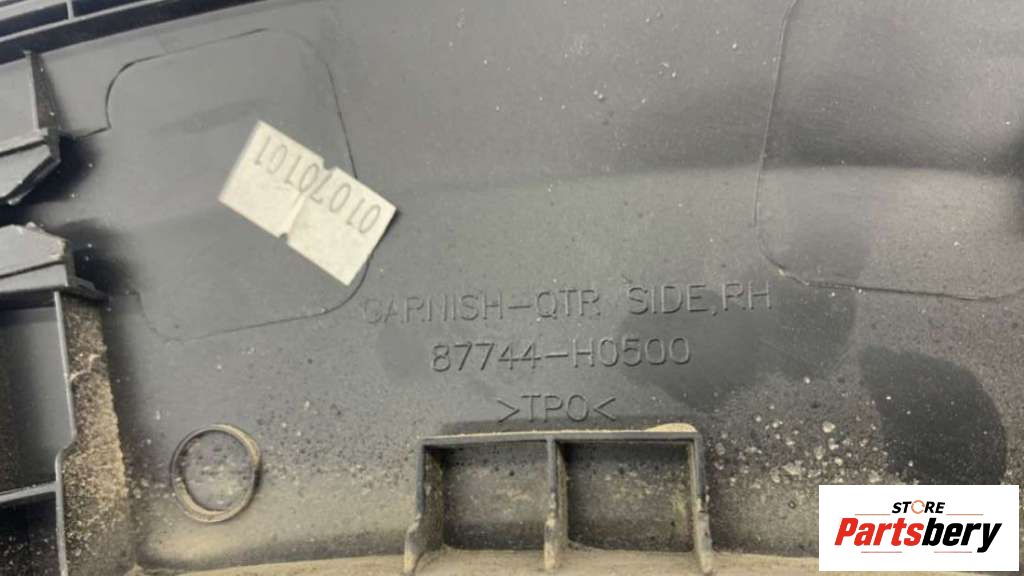 01070101
GARNISH-QTR SIDE,RH
87744-H0500
>TPO<
STORE
Partsbery